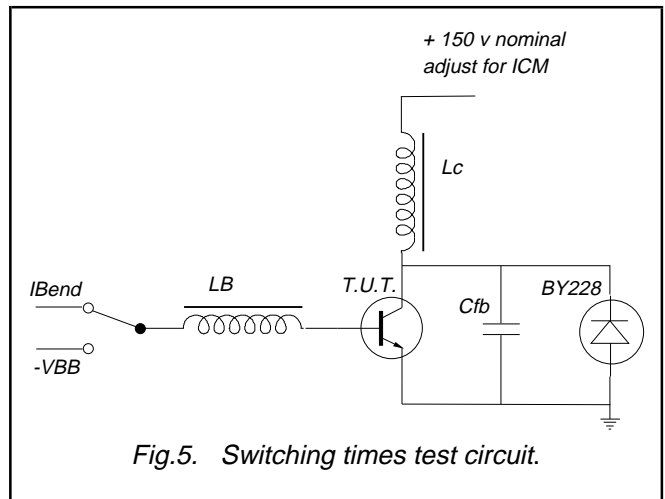 + 150 v nominal
adjust for ICM
Lc
IBend
LB
T.U.T.
Cfb
BY228
-VBB
Fig.5. Switching times test circuit.